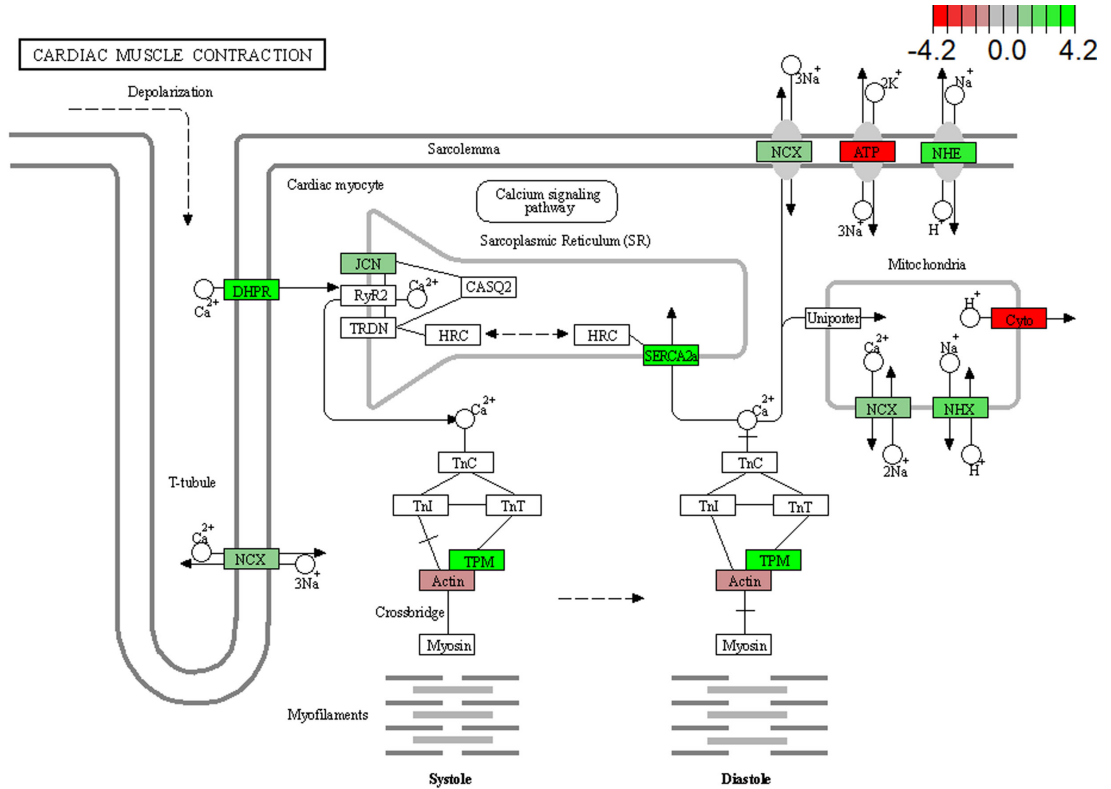 -4.2 0.0 4.2
CARDIAC MUSCLE CONTRACTION
Depolarization
3Na+
2K+
Na+
Sarcolemma
NCX
ATP
NHE
Cardiac myocyte
Calcium signaling
pathway
3Na+
H+
Sarcoplasmic Reticulum (SR)
Mitochondria
JCN
DHPR
Ca2+
RyR2
Ca2+
CASQ2
TRDN
HRC
HRC
SERCA2a
Uniporter
H+
Cyto
Ca2+
Na+
NCX
NHX
2Na+
H+
Ca2+
Ca2+
TnC
TnC
T-tubule
TnI
TnT
TnI
TnT
Ca2+
NCX
3Na+
TPM
Actin
TPM
Actin
Crossbridge
Myosin
Myosin
Myofilaments
Systole
Diastole